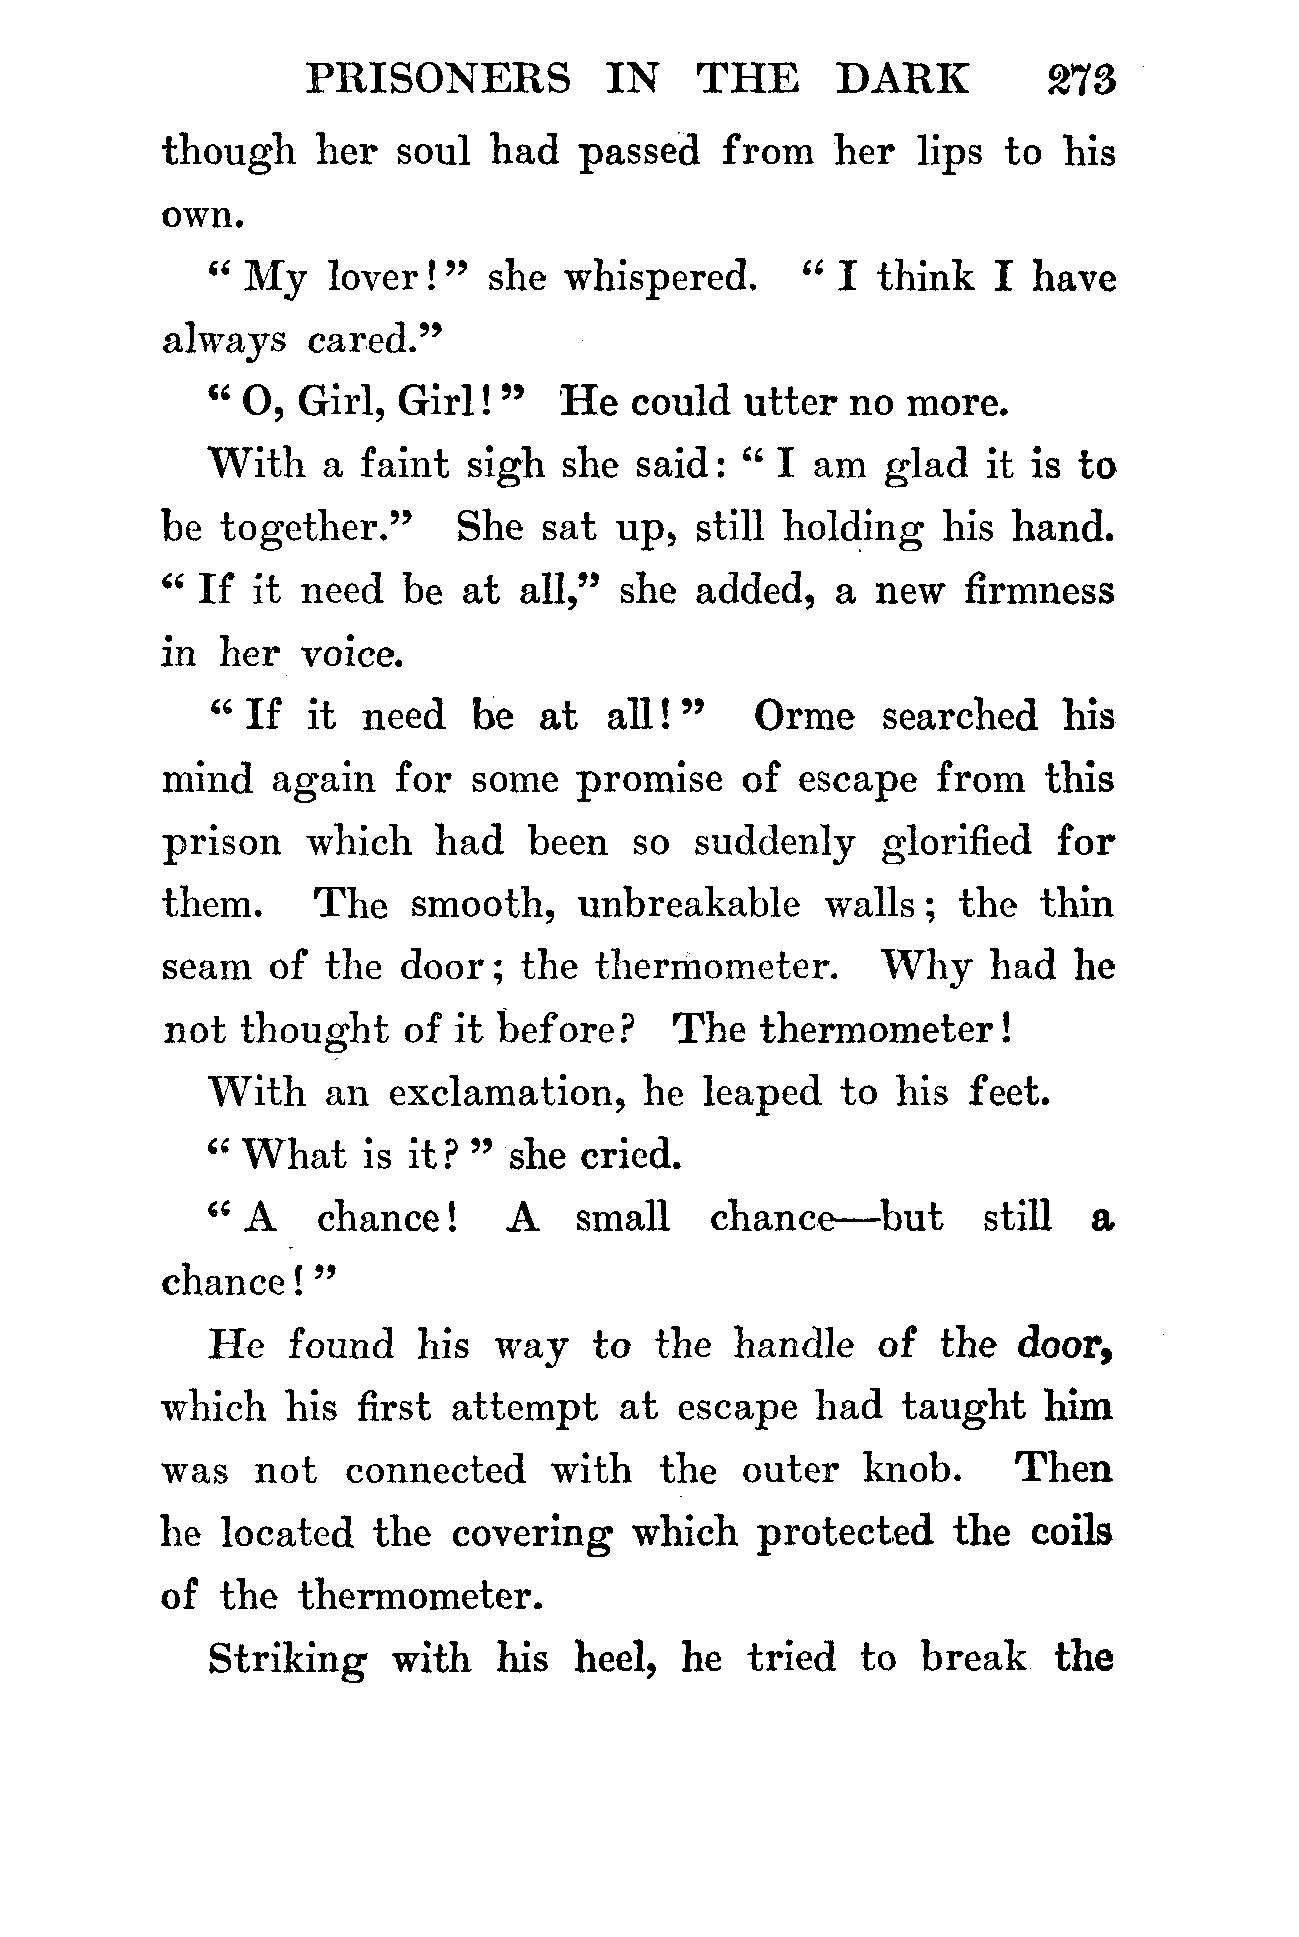 PRISONERS IN THE DARK 273
though her soul had passed from her lips to his
own.
“ My lover! ” she whispered. “ I think I have
always cared.”
“ O, Girl, Girl! ” He could utter no more.
With a faint sigh she said: “ I am glad it is to
be together.” She sat up, still holding his hand.
“ If it need be at all,” she added, a new firmness
in her voice.
“ If it need be at all! ” Orme searched his
mind again for some promise of escape from this
prison which had been so suddenly glorified for
them. The smooth, unbreakable walls; the thin
seam of the door; the thermometer. Why had he
not thought of it before? The thermometer!
With an exclamation, he leaped to his feet.
“ What is it? ” she cried.
“ A chance! A small chance—but still a
chance! ”
He found his way to the handle of the door,
which his first attempt at escape had taught him
was not connected with the outer knob. Then
he located the covering which protected the coils
of the thermometer.
Striking with his heel, he tried to break the